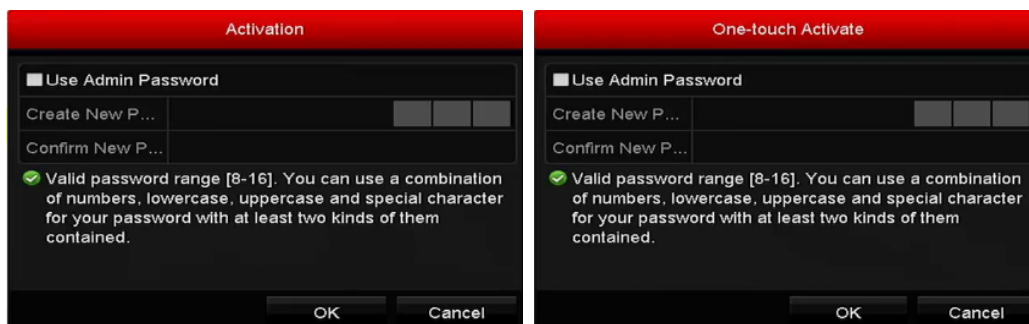 Activation
Use Admin Password
Create New P...
Confirm New P...
Valid password range [8-16]. You can use a combination
of numbers, lowercase, uppercase and special character
for your password with at least two kinds of them
contained.
OK
Cancel
One-touch Activate
Use Admin Password
Create New P...
Confirm New P...
Valid password range [8-16]. You can use a combination
of numbers, lowercase, uppercase and special character
for your password with at least two kinds of them
contained.
OK
Cancel